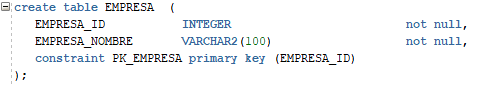 create table EMPRESA (
EMPRESA_ID INTEGER not null,
EMPRESA_NOMBRE VARCHAR2(100) not null,
constraint PK_EMPRESA primary key (EMPRESA_ID)
);